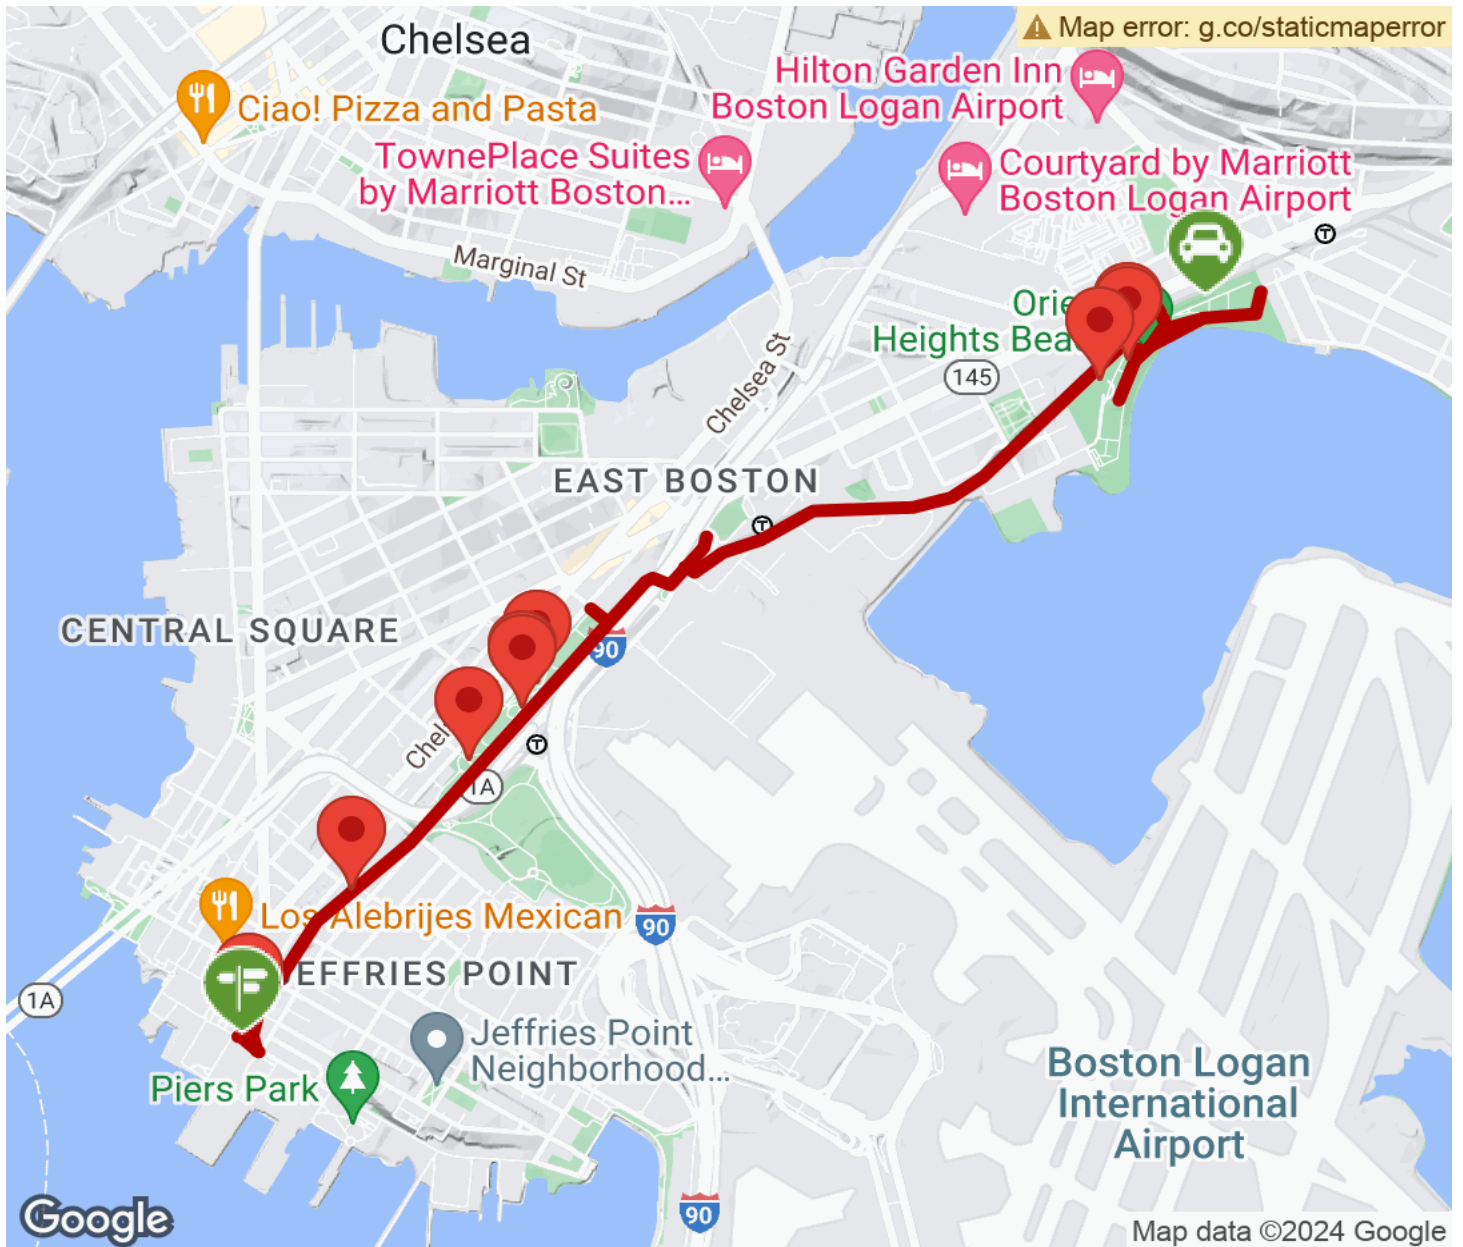 Chelsea
Map error: g.co/staticmaperror
Hilton Garden Inn
Boston Logan Airport
Ciao! Pizza and Pasta
TownePlace Suites
by Marriott Boston...
Courtyard by Marriott
Boston Logan Airport
T
Marginal St
Orie
Heights Bea
Chelsea St
145
EAST BOSTON
T
CENTRAL SQUARE
90
Chel
T
1A
Los Alebrijes Mexican
90
EFFRIES POINT
1A
Jeffries Point
Neighborhood...
Piers Park
Boston Logan
International
Airport
90
Google
Map data ©2024 Google